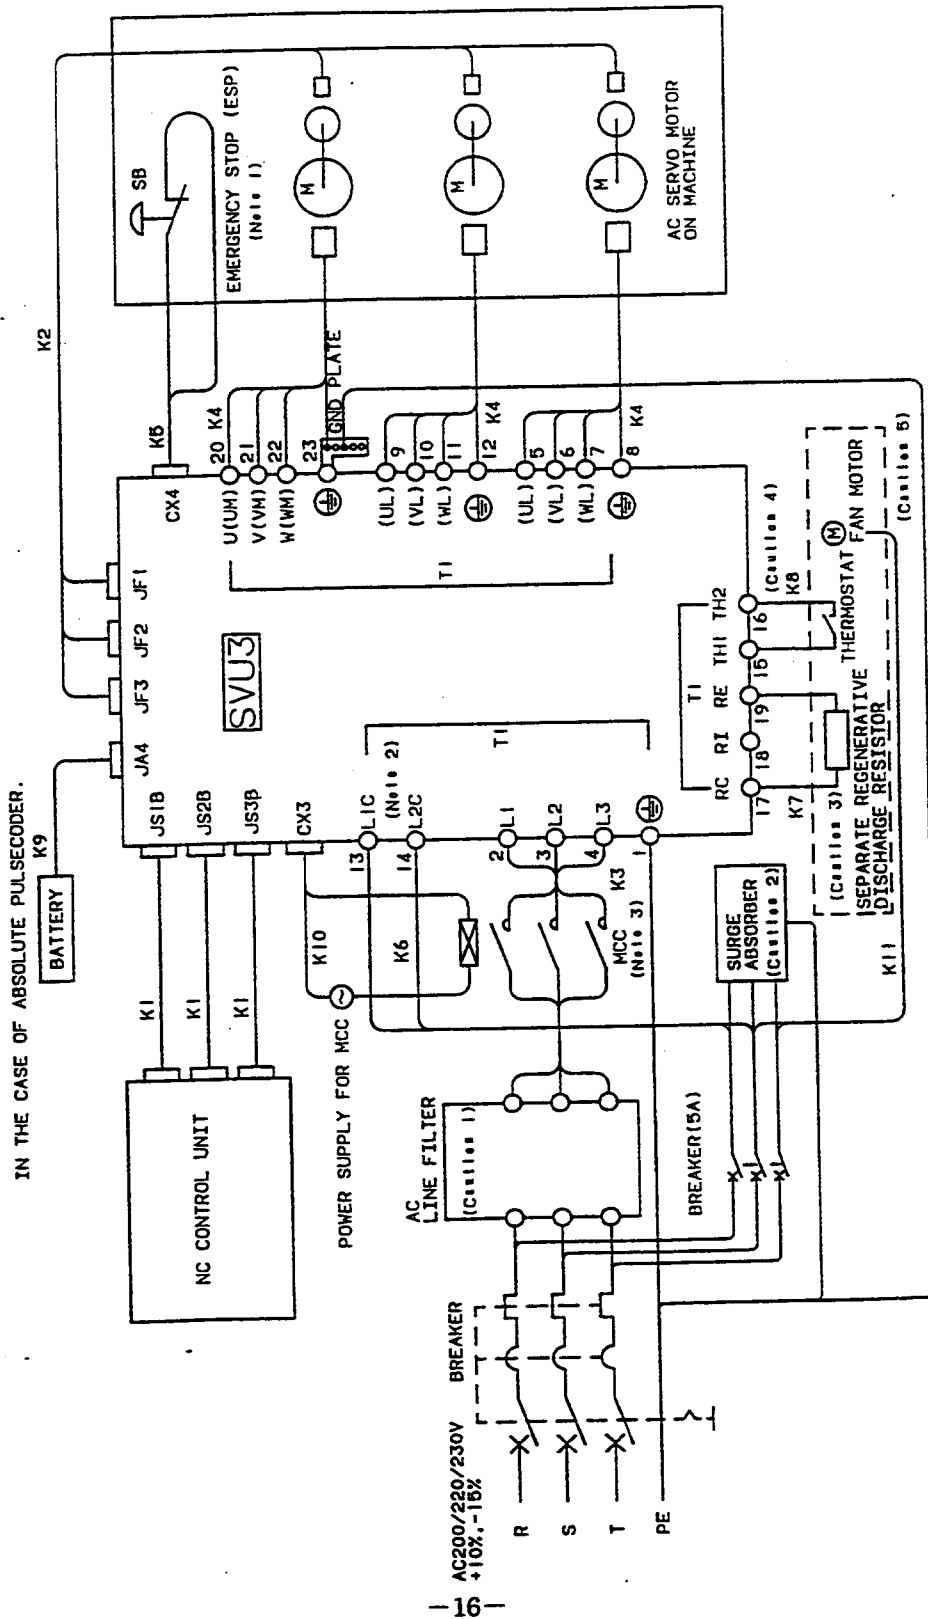 IN THE CASE OF ABSOLUTE PULSECODER.
BATTERY
K9
K2
NC CONTROL UNIT
K1
K1
K1
JS1B
JS2B
JS3B
CX3
JA4
JF3
JF2
JF1
CX4
K5
SB
EMERGENCY STOP (ESP)
(Note 1)
SVU3
POWER SUPPLY FOR MCC
K10
K6
13
L1C
(Note 2)
14
L2C
2
L1
3
L2
4
L3
1
K3
MCC
(Note 3)
T1
U(UM)
20
K4
V(VM)
21
W(WM)
22
23
GND PLATE
(UL)
9
(VL)
10
(WL)
11
K4
12
(UL)
5
(VL)
6
(WL)
7
K4
8
T1
M
M
M
AC SERVO MOTOR
ON MACHINE
AC
LINE FILTER
(Caution 1)
AC200/220/230V
+10%,-15%
BREAKER
R
S
T
PE
BREAKER(5A)
SURGE
ABSORBER
(Caution 2)
T1
RC
RI
RE
TH1
TH2
17
18
19
15
16
K7
(Caution 4)
K8
(Caution 3)
SEPARATE REGENERATIVE
DISCHARGE RESISTOR
THERMOSTAT
M
FAN MOTOR
(Caution 5)
K11
-16-